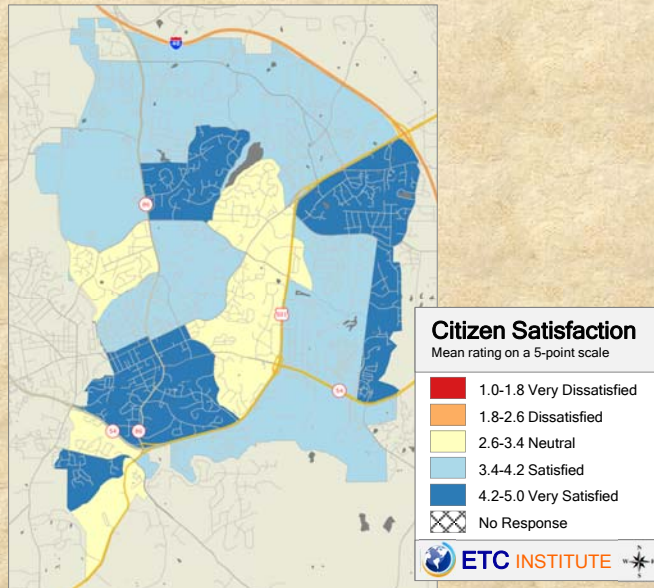 40
86
501
54
54
86
Citizen Satisfaction
Mean rating on a 5-point scale
1.0-1.8 Very Dissatisfied
1.8-2.6 Dissatisfied
2.6-3.4 Neutral
3.4-4.2 Satisfied
4.2-5.0 Very Satisfied
No Response
ETC INSTITUTE